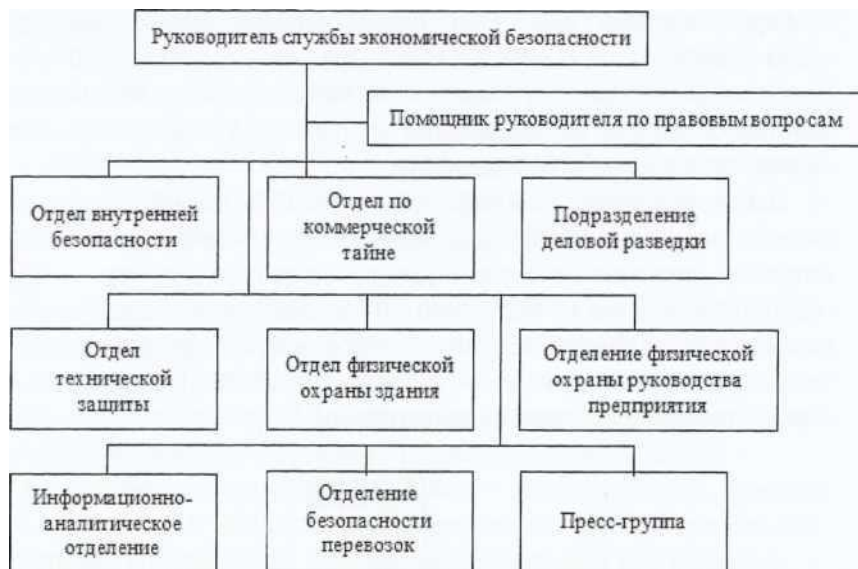 Руководитель службы экономической безопасности
Помощник руководителя по правовым вопросам
Отдел внутренней
безопасности
Отдел по
коммерческой
тайне
Подразделение
деловой разведки
Отдел
технической
защиты
Отдел физической
охраны здания
Отделение физической
охраны руководства
предприятия
Информационно-
аналитическое
отделение
Отделение
безопасности
перевозок
Пресс-группа